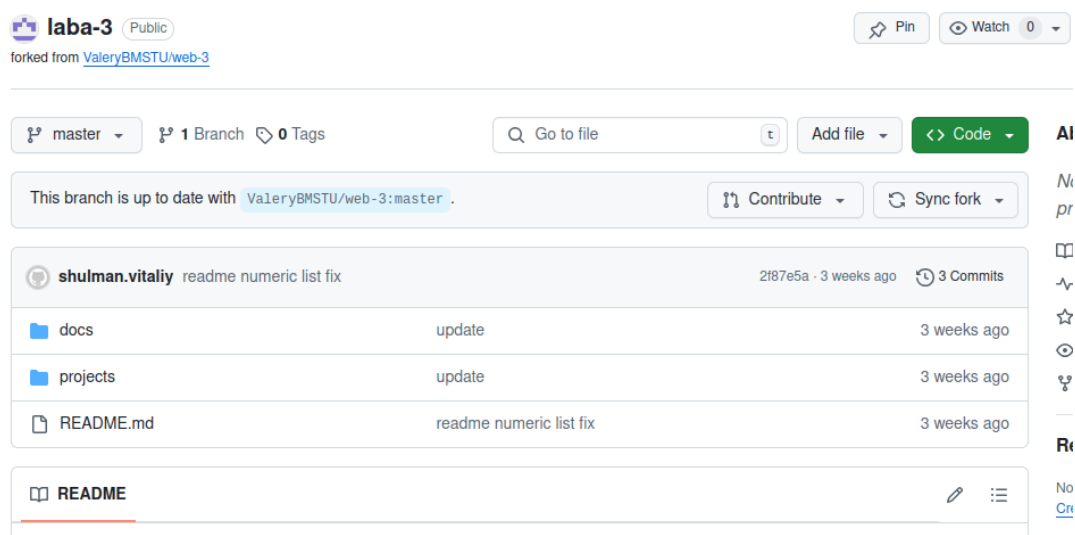 laba-3 Public Pin Watch 0
forked from ValeryBMSTU/web-3
master 1 Branch 0 Tags Go to file t Add file Code
This branch is up to date with ValeryBMSTU/web-3:master . Contribute Sync fork
shulman.vitaliy readme numeric list fix 2f87e5a · 3 weeks ago 3 Commits
docs update 3 weeks ago
projects update 3 weeks ago
README.md readme numeric list fix 3 weeks ago
README